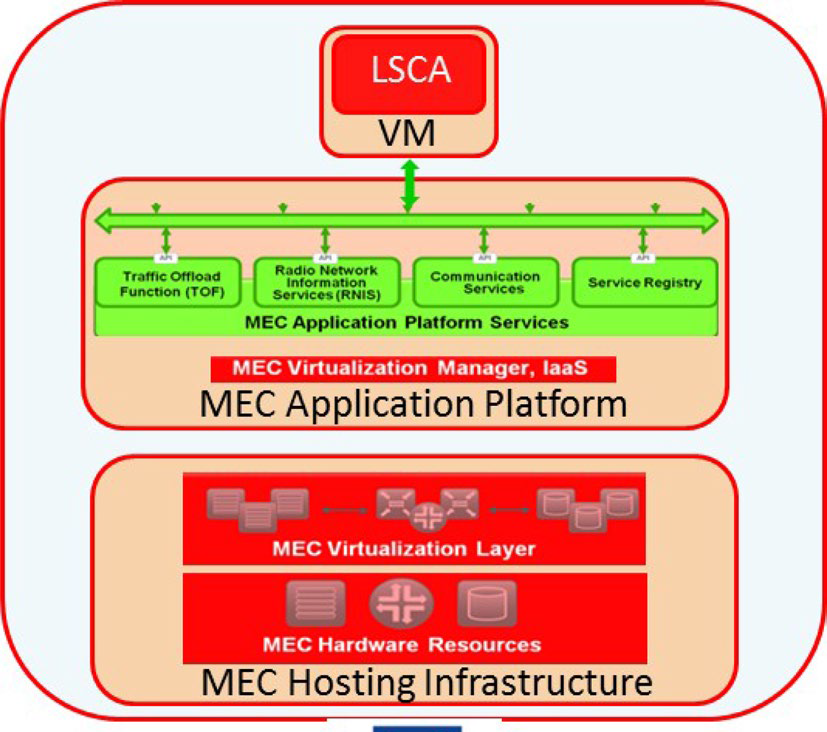 LSCA
VM
API API API API
Traffic Offload
Function (TOF)
Radio Network
Information
Services (RNIS)
Communication
Services
Service Registry
MEC Application Platform Services
MEC Virtualization Manager, IaaS
MEC Application Platform
MEC Virtualization Layer
MEC Hardware Resources
MEC Hosting Infrastructure